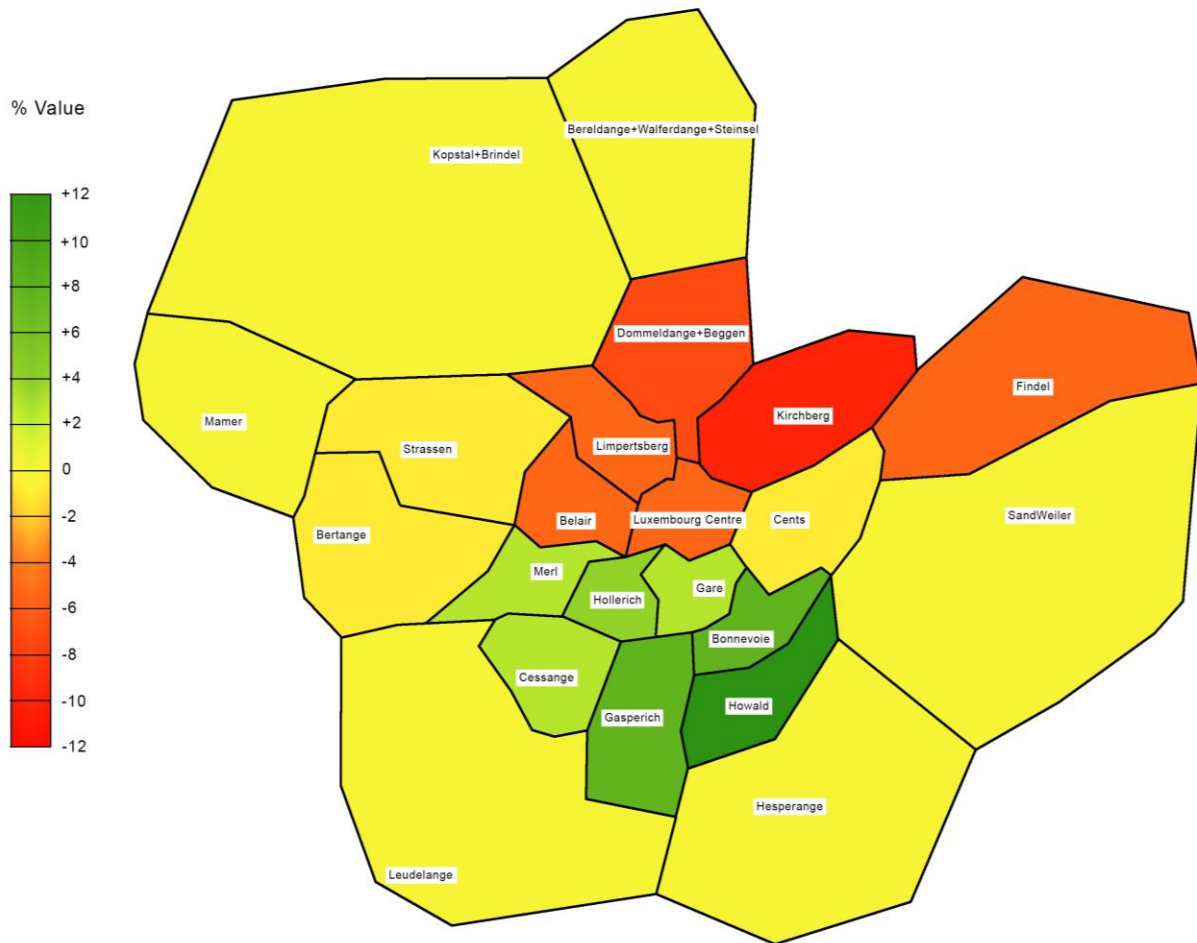 % Value
+12
+10
+8
+6
+4
+2
0
-2
-4
-6
-8
-10
-12
Bereldange+Walferdange+Steinsel
Kopstal+Brindel
Dommeldange+Beggen
Kirchberg
Findel
Mamer
Strassen
Limpertsberg
Belair
Luxembourg Centre
Cents
SandWeiler
Bertange
Merl
Hollerich
Gare
Bonnevoie
Cessange
Gasperich
Howald
Hesperange
Leudelange